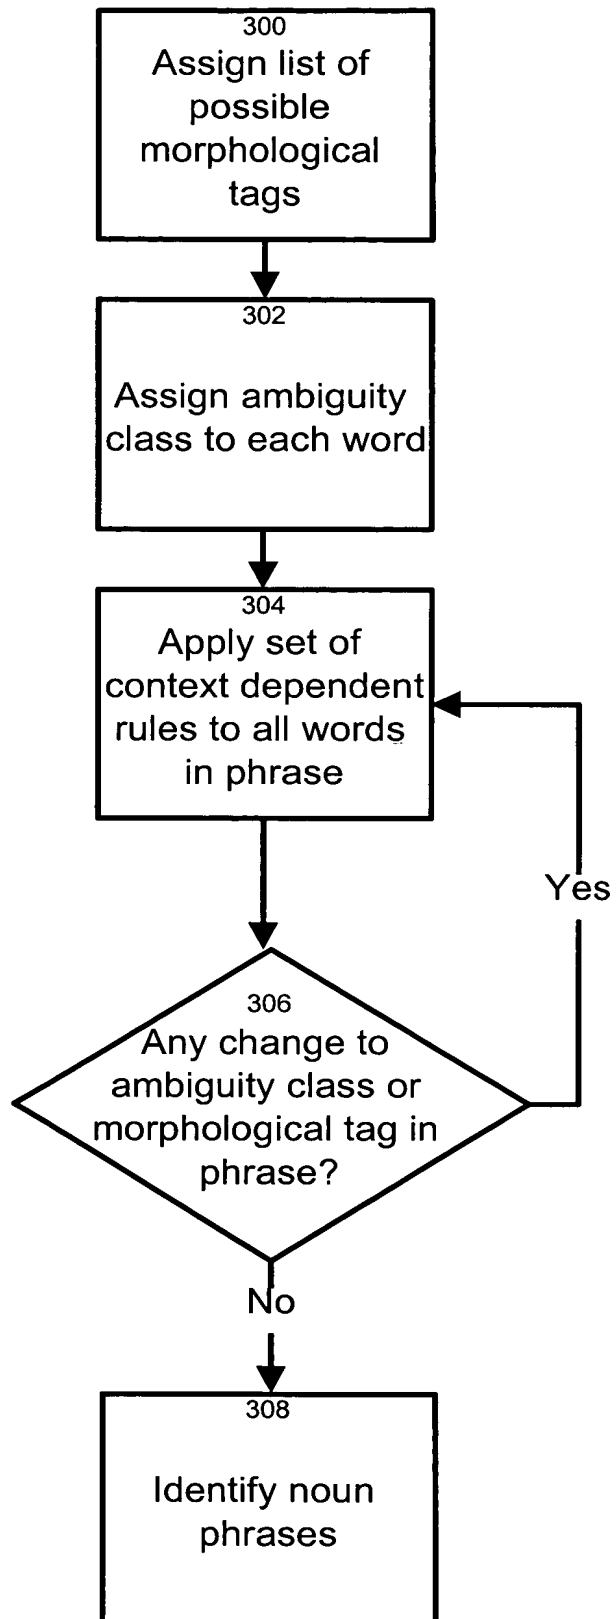 300
Assign list of
possible
morphological
tags
302
Assign ambiguity
class to each word
304
Apply set of
context dependent
rules to all words
in phrase
Yes
306
Any change to
ambiguity class or
morphological tag in
phrase?
No
308
Identify noun
phrases